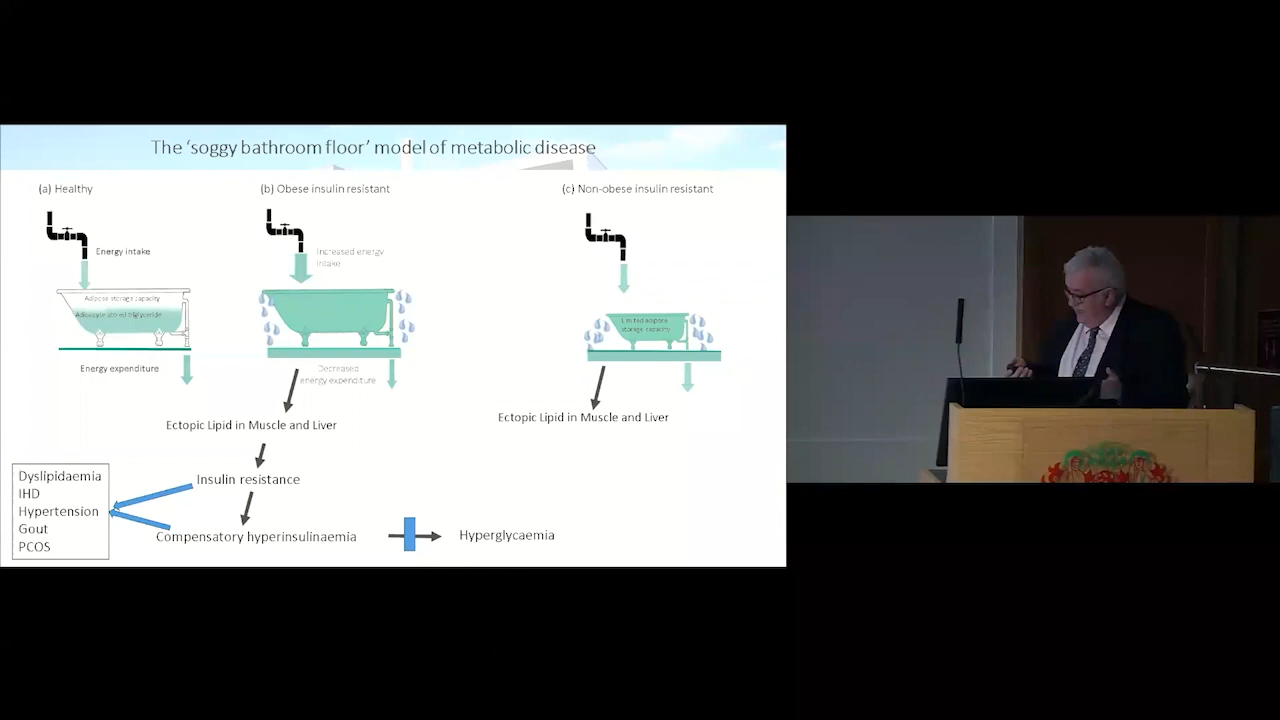 The ‘soggy bathroom floor’ model of metabolic disease
(a) Healthy
(b) Obese insulin resistant
(c) Non-obese insulin resistant
Energy intake
Increased energy
intake
Adipose storage capacity
Adipocyte stored triglyceride
Limited adipose
storage capacity
Energy expenditure
Decreased
energy expenditure
Ectopic Lipid in Muscle and Liver
Ectopic Lipid in Muscle and Liver
Insulin resistance
Dyslipidaemia
IHD
Hypertension
Gout
PCOS
Compensatory hyperinsulinaemia
Hyperglycaemia